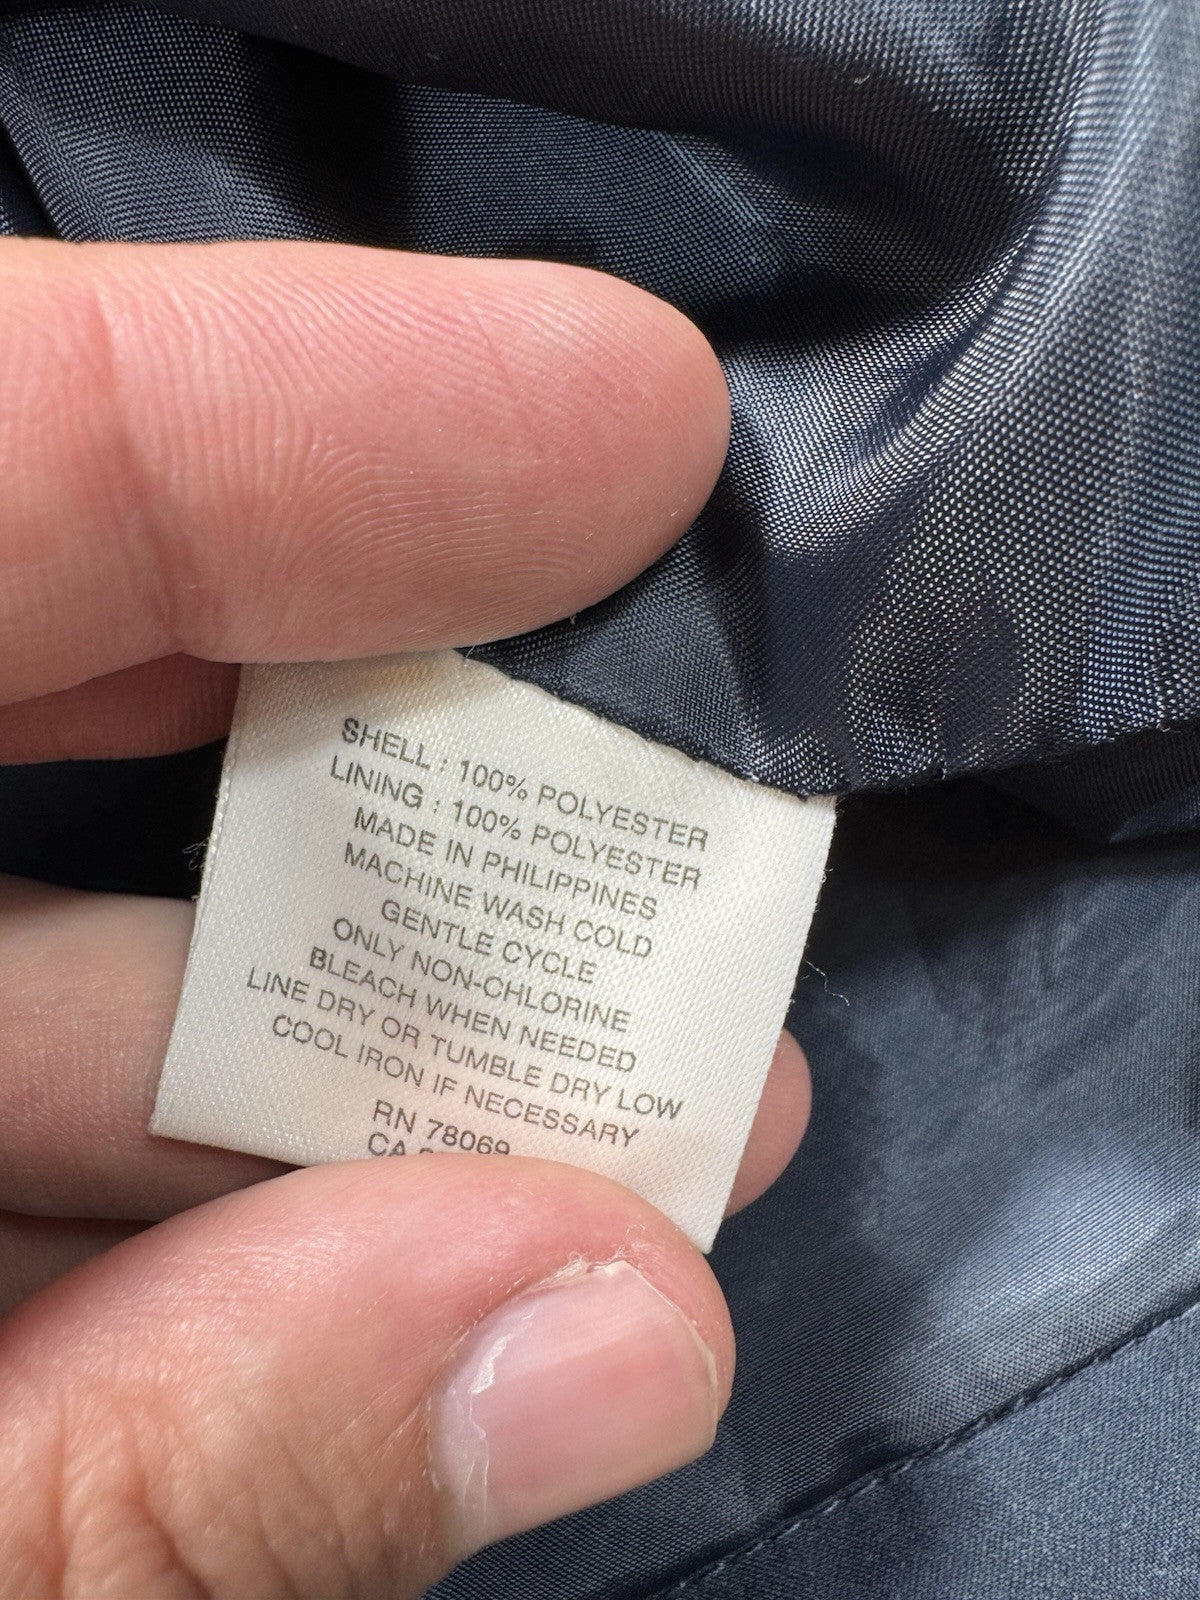 SHELL : 100% POLYESTER
LINING : 100% POLYESTER
MADE IN PHILIPPINES
MACHINE WASH COLD
GENTLE CYCLE
ONLY NON-CHLORINE
BLEACH WHEN NEEDED
LINE DRY OR TUMBLE DRY LOW
COOL IRON IF NECESSARY
RN 78069
CA